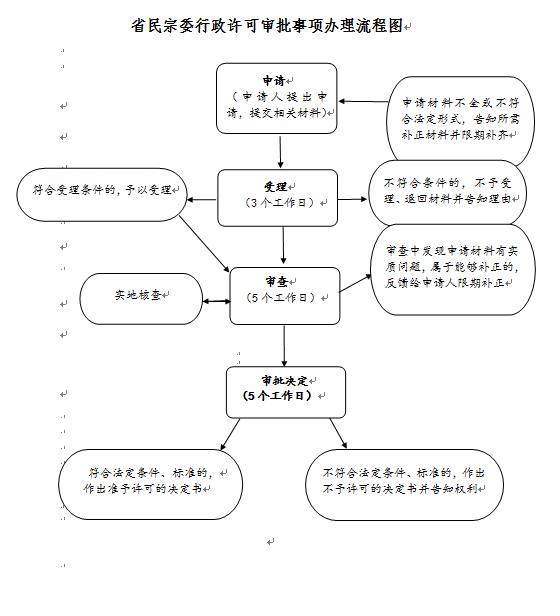 省民宗委行政许可审批事项办理流程图
申请
（申请人提出申
请，提交相关材料）
申请材料不全或不符
合法定形式，告知所需
补正材料并限期补齐
符合受理条件的，予以受理
受理
（3个工作日）
不符合条件的，不予受
理、退回材料并告知理由
审查中发现申请材料有实
质问题，属于能够补正的，
反馈给申请人限期补正
实地核查
审查
（5个工作日）
审批决定
（5个工作日）
符合法定条件、标准的，
作出准予许可的决定书
不符合法定条件、标准的，作出
不予许可的决定书并告知权利